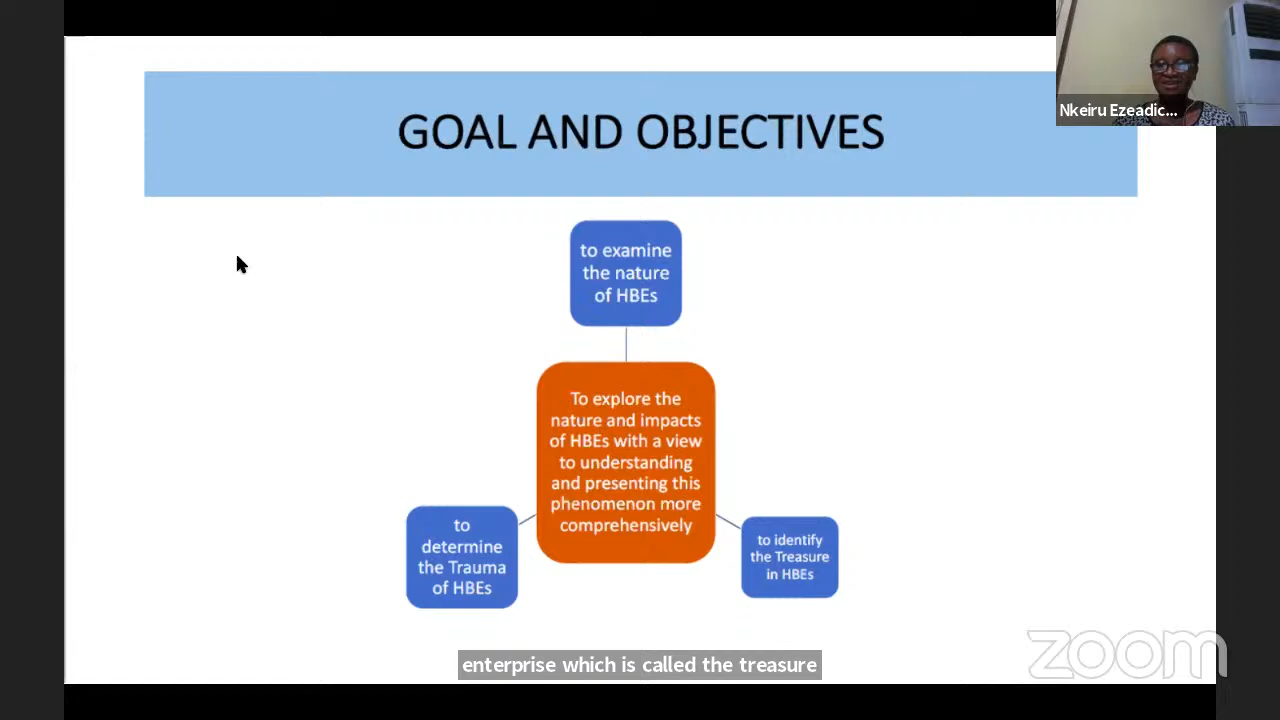 Nkeiru Ezeadic...
GOAL AND OBJECTIVES
to examine
the nature
of HBEs
To explore the
nature and impacts
of HBEs with a view
to understanding
and presenting this
phenomenon more
comprehensively
to
determine
the Trauma
of HBEs
to identify
the Treasure
in HBEs
enterprise which is called the treasure
zoom